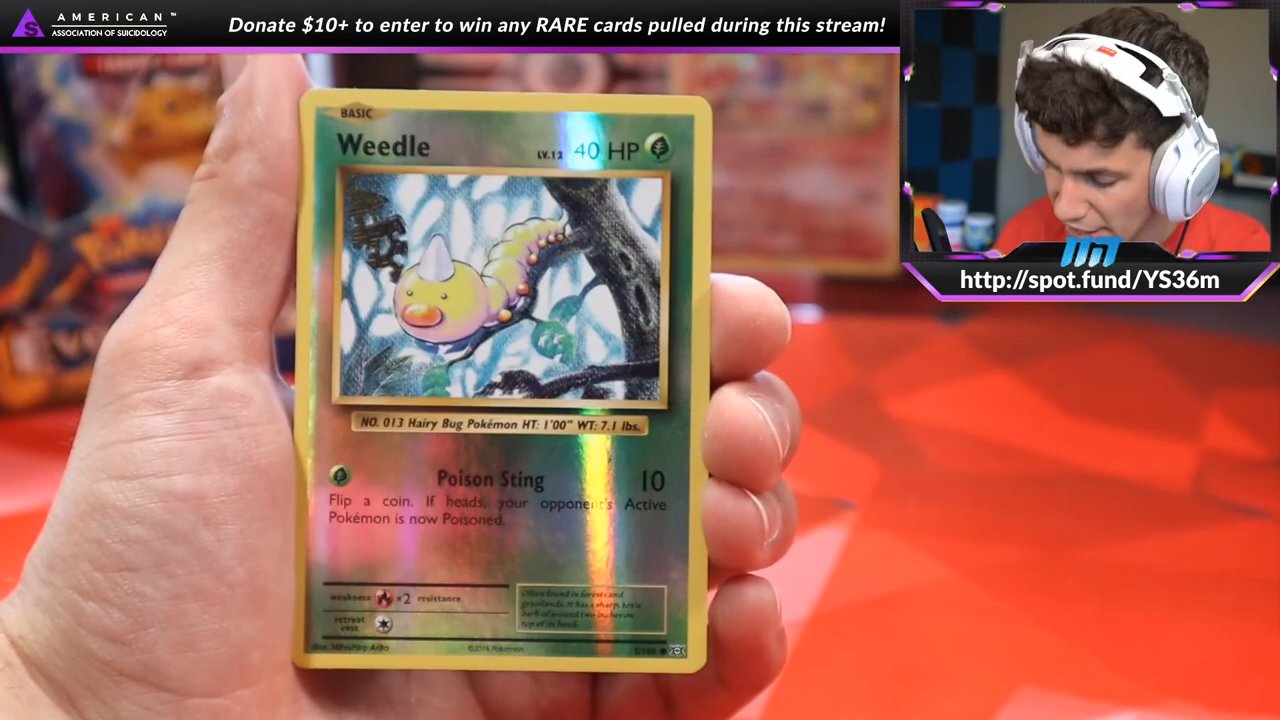 AMERICAN™
ASSOCIATION OF SUICIDOLOGY
Donate $10+ to enter to win any RARE cards pulled during this stream!
http://spot.fund/YS36m
BASIC
Weedle
LV.12 40 HP
NO. 013 Hairy Bug Pokémon HT: 1'00" WT: 7.1 lbs.
Poison Sting 10
Flip a coin. If heads, your opponent's Active
Pokémon is now Poisoned.
weakness ×2 resistance
retreat
cost
Often found in forests and
grasslands. It has a sharp, toxic
barb of around two inches on
top of its head.
Illus. Mitsuhiro Arita
©2016 Pokémon
5/108